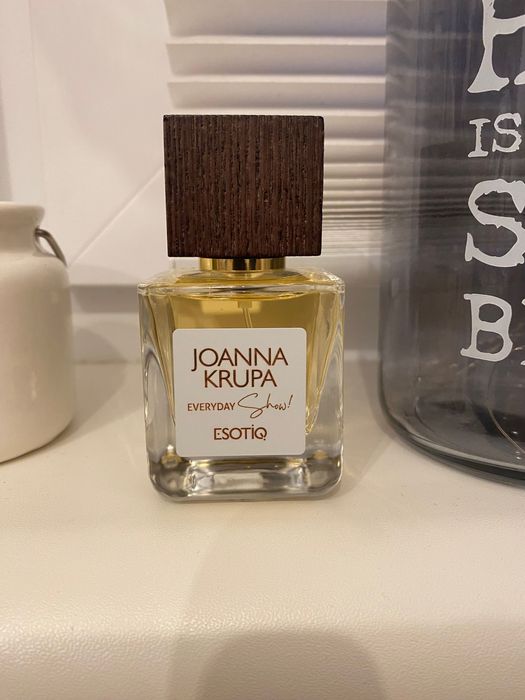 JOANNA
KRUPA
EVERYDAY Show!
ESOTIQ
IS